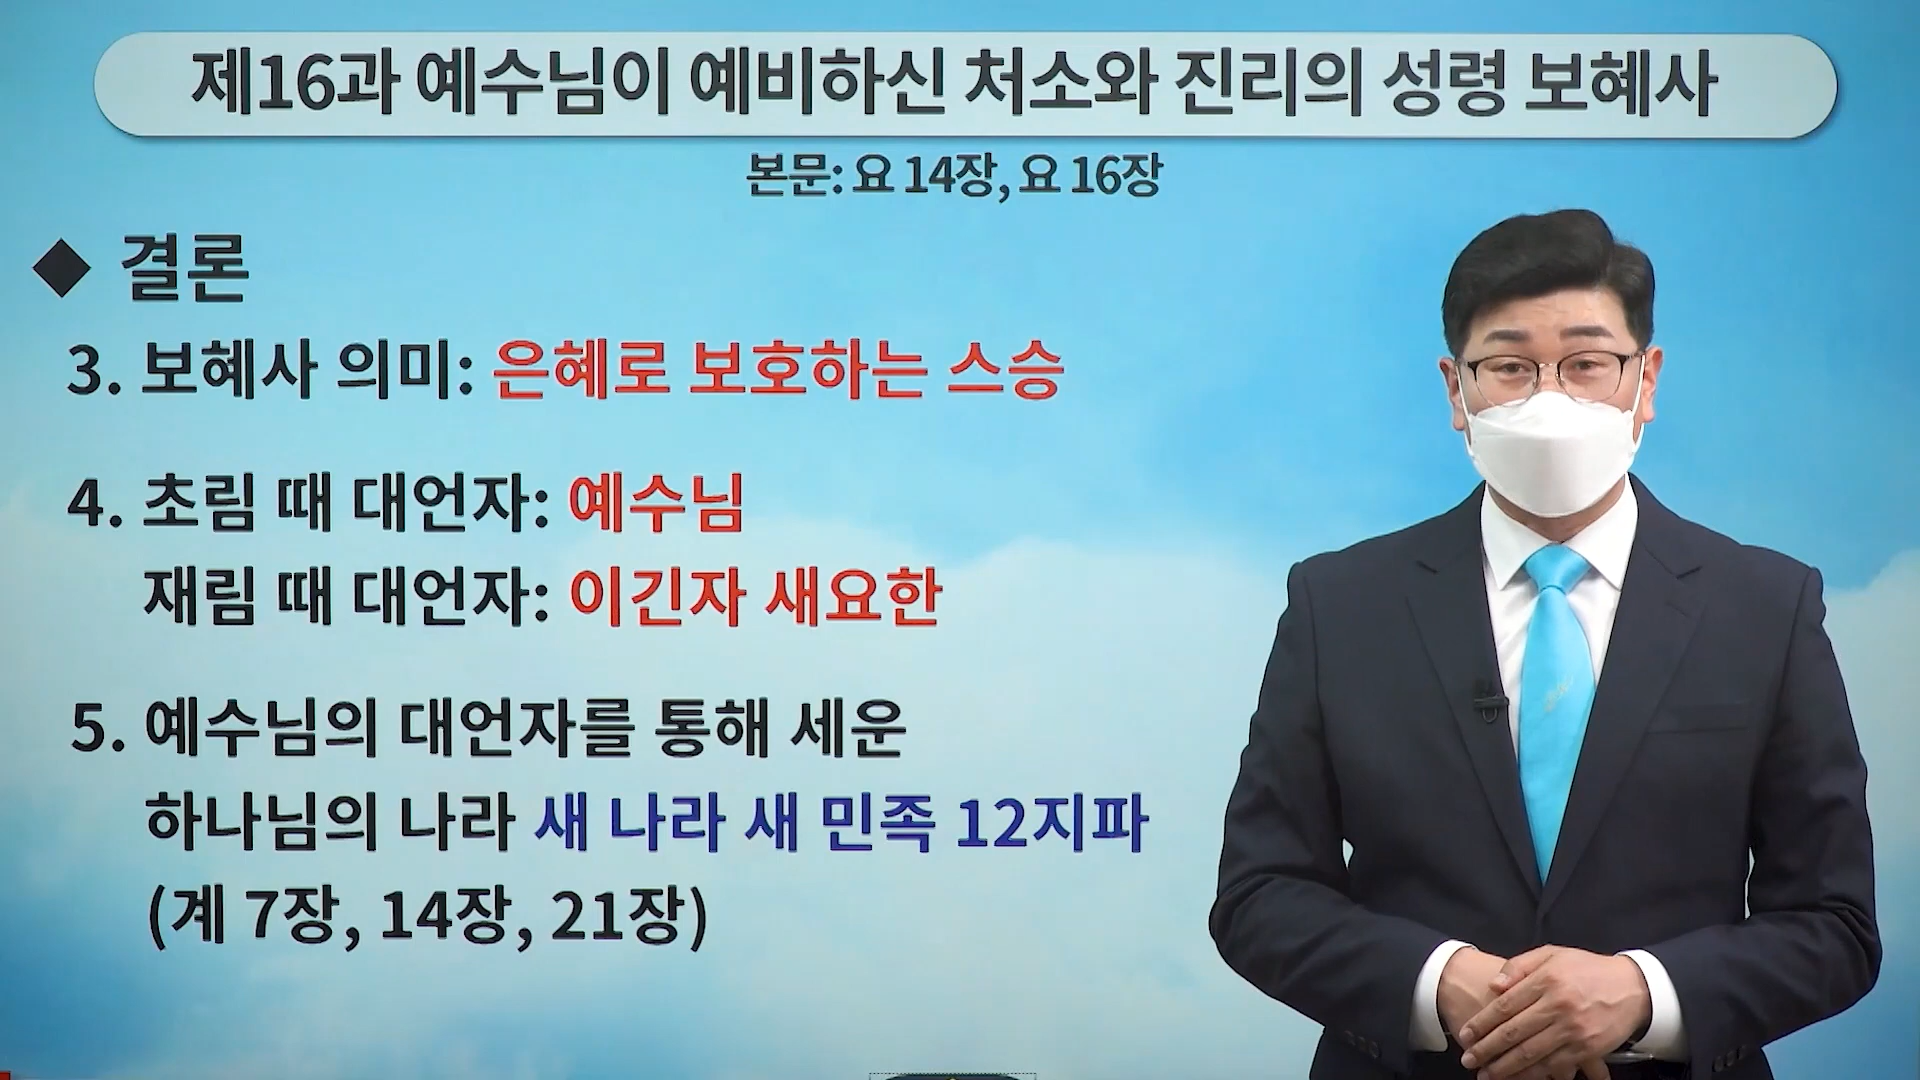 제16과 예수님이 예비하신 처소와 진리의 성령 보혜사
본문: 요 14장, 요 16장
◆ 결론
3. 보혜사 의미: 은혜로 보호하는 스승
4. 초림 때 대언자: 예수님
재림 때 대언자: 이긴자 새요한
5. 예수님의 대언자를 통해 세운
하나님의 나라 새 나라 새 민족 12지파
(계 7장, 14장, 21장)